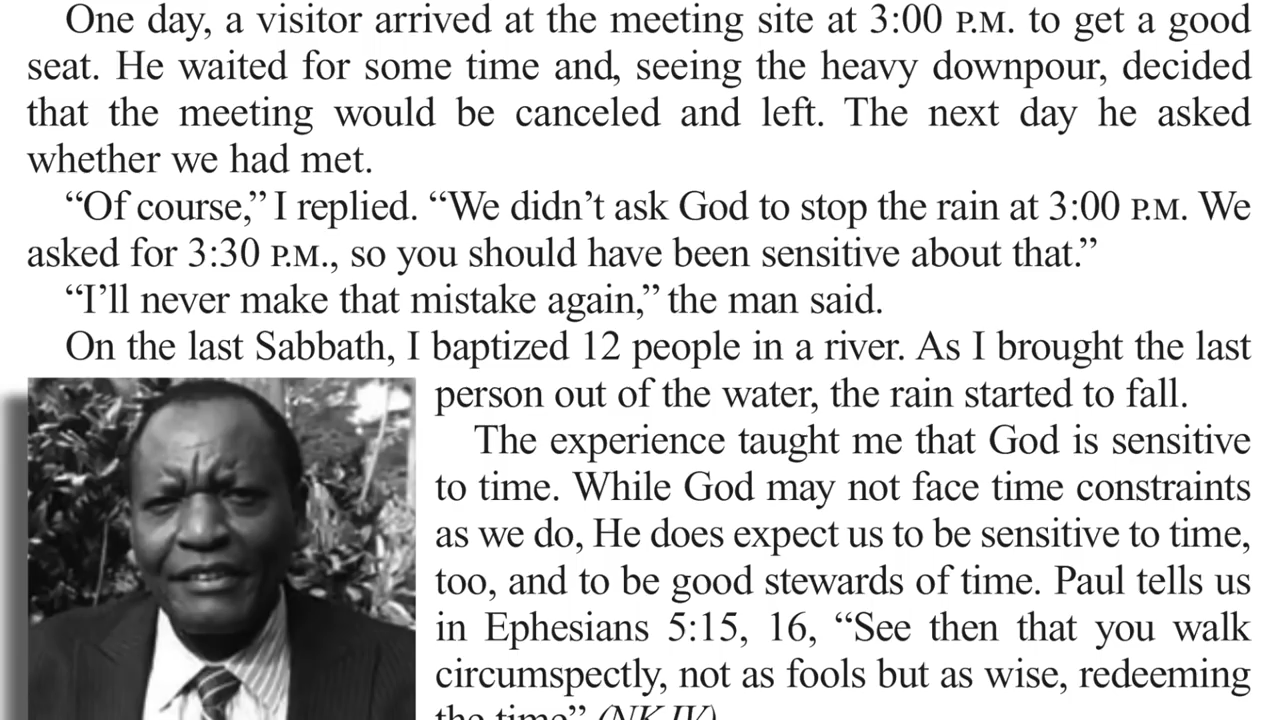 One day, a visitor arrived at the meeting site at 3:00 P.M. to get a good
seat. He waited for some time and, seeing the heavy downpour, decided
that the meeting would be canceled and left. The next day he asked
whether we had met.
“Of course,” I replied. “We didn’t ask God to stop the rain at 3:00 P.M. We
asked for 3:30 P.M., so you should have been sensitive about that.”
“I’ll never make that mistake again,” the man said.
On the last Sabbath, I baptized 12 people in a river. As I brought the last
person out of the water, the rain started to fall.
The experience taught me that God is sensitive
to time. While God may not face time constraints
as we do, He does expect us to be sensitive to time,
too, and to be good stewards of time. Paul tells us
in Ephesians 5:15, 16, “See then that you walk
circumspectly, not as fools but as wise, redeeming
the time” (NKJV)